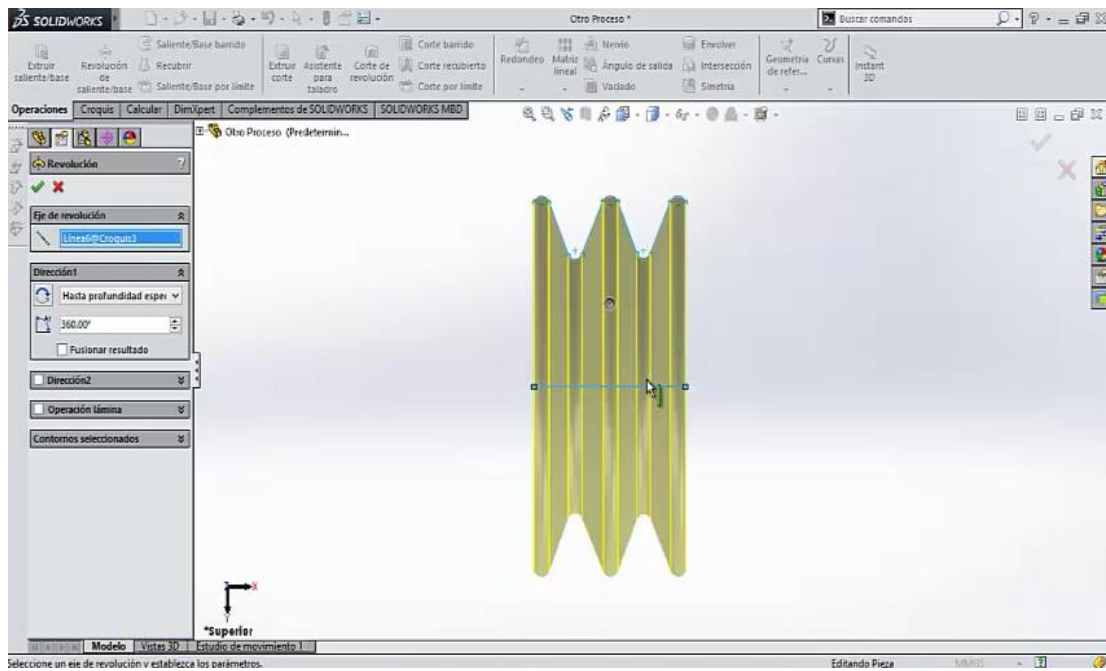 SOLIDWORKS
Otro Proceso *
Buscar comandos
Extruir saliente/base
Revolución de saliente/base
Saliente/Base barrido
Recubrir
Saliente/Base por límite
Extruir corte
Asistente para taladro
Corte de revolución
Corte barrido
Corte recubierto
Corte por límite
Redondeo
Matriz lineal
Nervio
Ángulo de salida
Vaciado
Envolver
Intersección
Simetría
Geometría de refer...
Curvas
Instant 3D
Operaciones
Croquis
Calcular
DimXpert
Complementos de SOLIDWORKS
SOLIDWORKS MBD
Otro Proceso (Predetermin...
Revolución
?
Eje de revolución
Línea6@Croquis3
Dirección1
Hasta profundidad espec
360.00°
Fusionar resultado
Dirección2
Operación lámina
Contornos seleccionados
X
Y
*Superior
Modelo
Vistas 3D
Estudio de movimiento 1
Seleccione un eje de revolución y establezca los parámetros.
Editando Pieza
MMGS